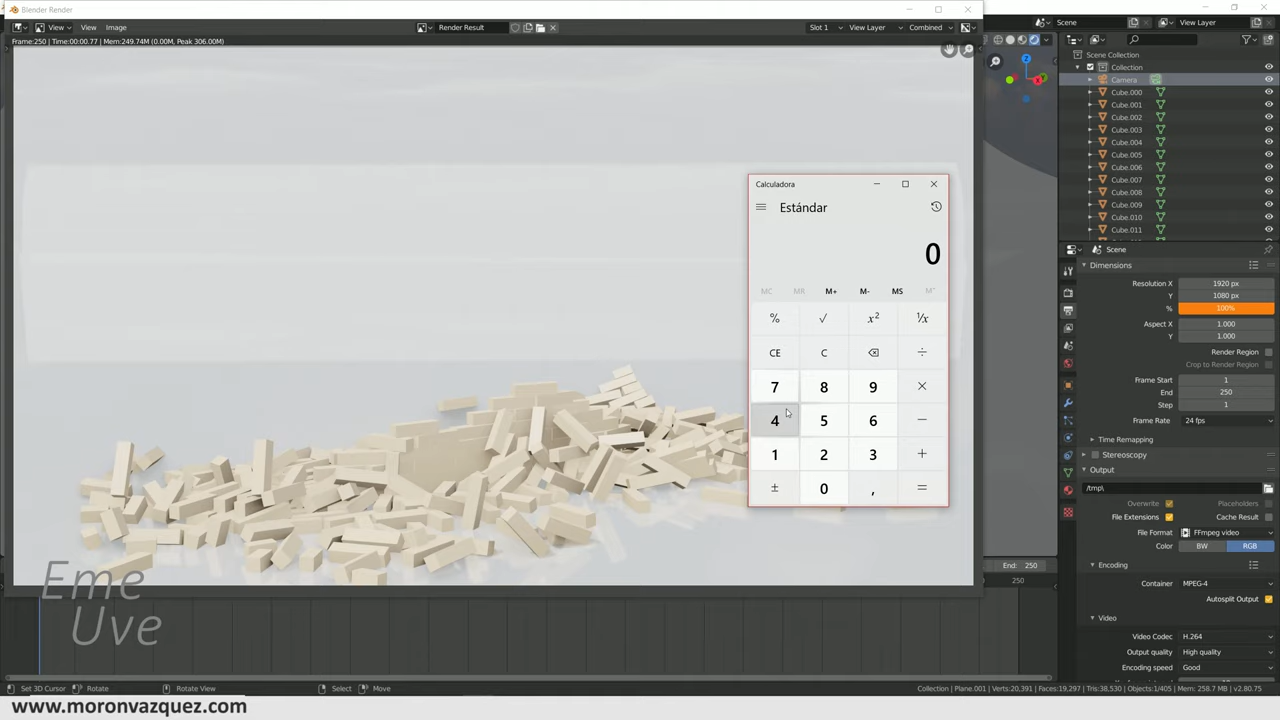 Blender Render
View
View
Image
Render Result
Slot 1
View Layer
Combined
Scene
View Layer
Frame:250 | Time:00:00.77 | Mem:249.74M (0.00M, Peak 306.00M)
Scene Collection
Collection
Camera
Cube.000
Cube.001
Cube.002
Cube.003
Cube.004
Cube.005
Cube.006
Cube.007
Cube.008
Cube.009
Cube.010
Cube.011
Calculadora
Estándar
0
MC MR M+ M- MS
% √ x² ¹/x
CE C ÷
7 8 9 ×
4 5 6 −
1 2 3 +
± 0 , =
Scene
Dimensions
Resolution X 1920 px
Y 1080 px
% 100%
Aspect X 1.000
Y 1.000
Render Region
Crop to Render Region
Frame Start 1
End 250
Step 1
Frame Rate 24 fps
Time Remapping
Stereoscopy
Output
/tmp\
Overwrite Placeholders
File Extensions Cache Result
File Format FFmpeg video
Color BW RGB
Encoding
Container MPEG-4
Autosplit Output
Video
Video Codec H.264
Output quality High quality
Encoding speed Good
End: 250
250
Eme
Uve
Set 3D Cursor
Rotate
Rotate View
Select
Move
Collection | Plane.001 | Verts:20,391 | Faces:19,297 | Tris:38,530 | Objects:1/405 | Mem: 258.7 MB | v2.80.75
www.moronvazquez.com